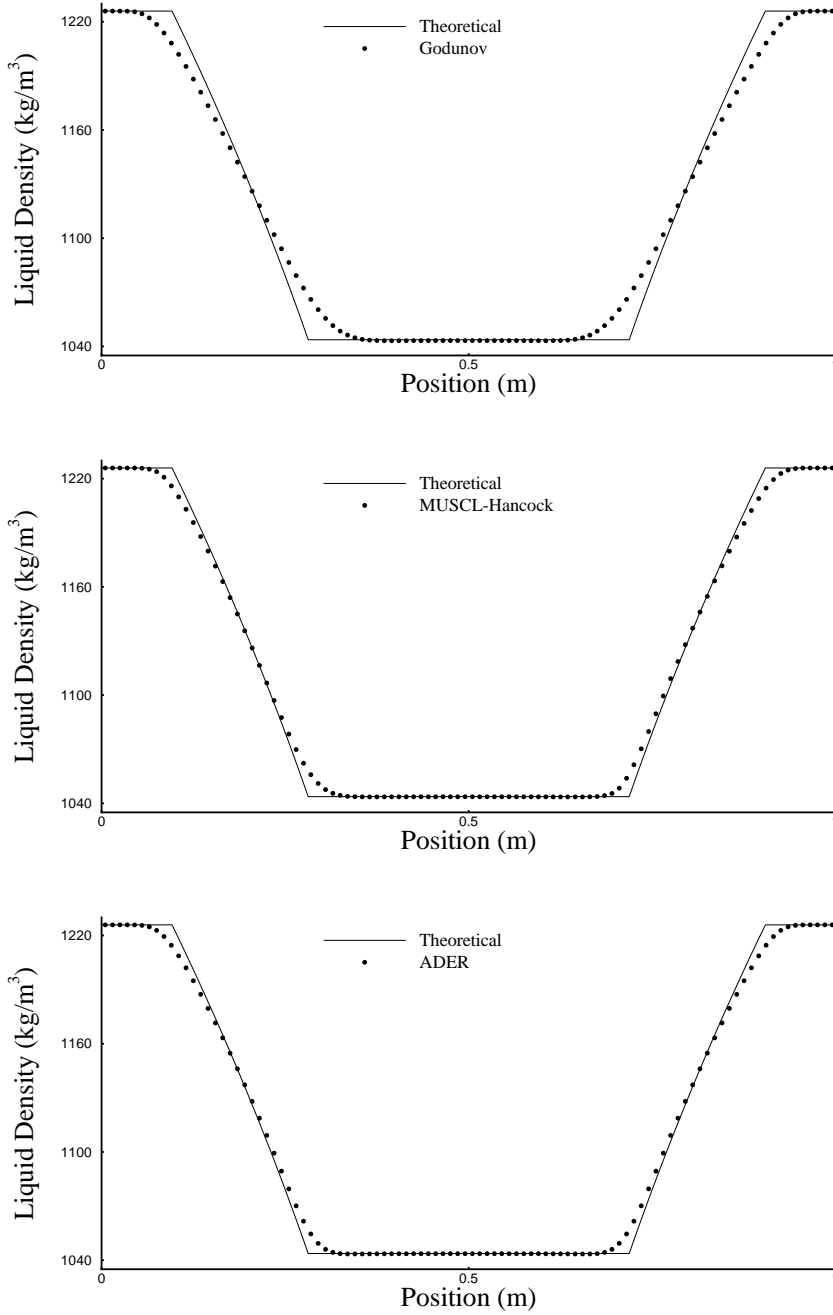 1220
Theoretical
Godunov
1160
1100
1040
Liquid Density (kg/m³)
0
0.5
Position (m)
1220
Theoretical
MUSCL-Hancock
1160
1100
1040
Liquid Density (kg/m³)
0
0.5
Position (m)
1220
Theoretical
ADER
1160
1100
1040
Liquid Density (kg/m³)
0
0.5
Position (m)